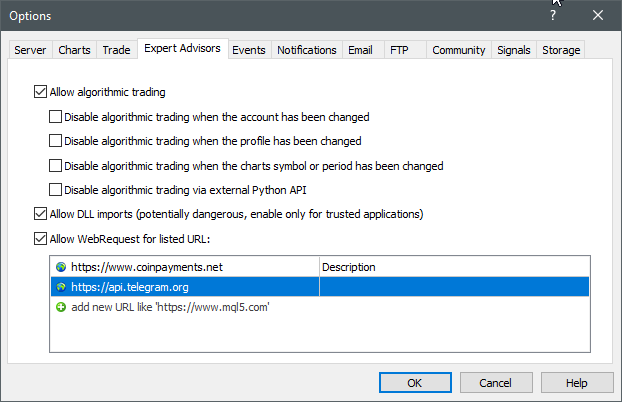 Options
?
Server Charts Trade Expert Advisors Events Notifications Email FTP Community Signals Storage
Allow algorithmic trading
Disable algorithmic trading when the account has been changed
Disable algorithmic trading when the profile has been changed
Disable algorithmic trading when the charts symbol or period has been changed
Disable algorithmic trading via external Python API
Allow DLL imports (potentially dangerous, enable only for trusted applications)
Allow WebRequest for listed URL:
https://www.coinpayments.net Description
https://api.telegram.org
add new URL like 'https://www.mql5.com'
OK Cancel Help